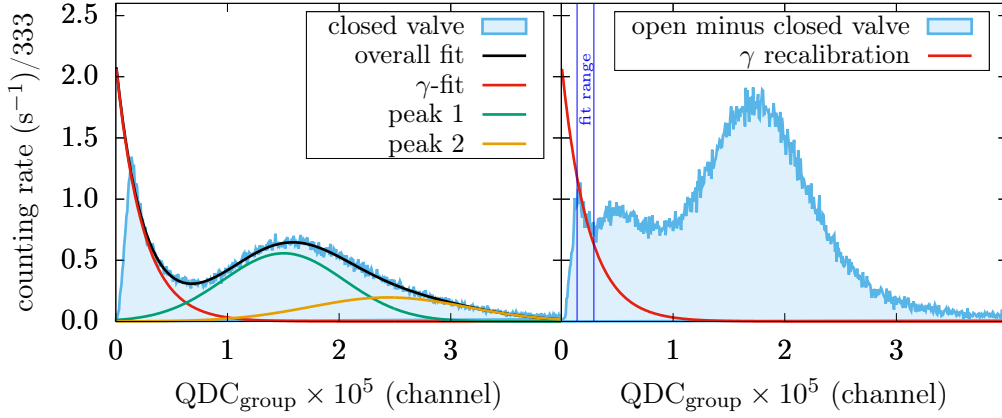 counting rate (s⁻¹)/333
2.5
2.0
1.5
1.0
0.5
0.0
closed valve
overall fit
γ-fit
peak 1
peak 2
0 1 2 3
QDC_group × 10⁵ (channel)
open minus closed valve
γ recalibration
fit range
0 1 2 3
QDC_group × 10⁵ (channel)